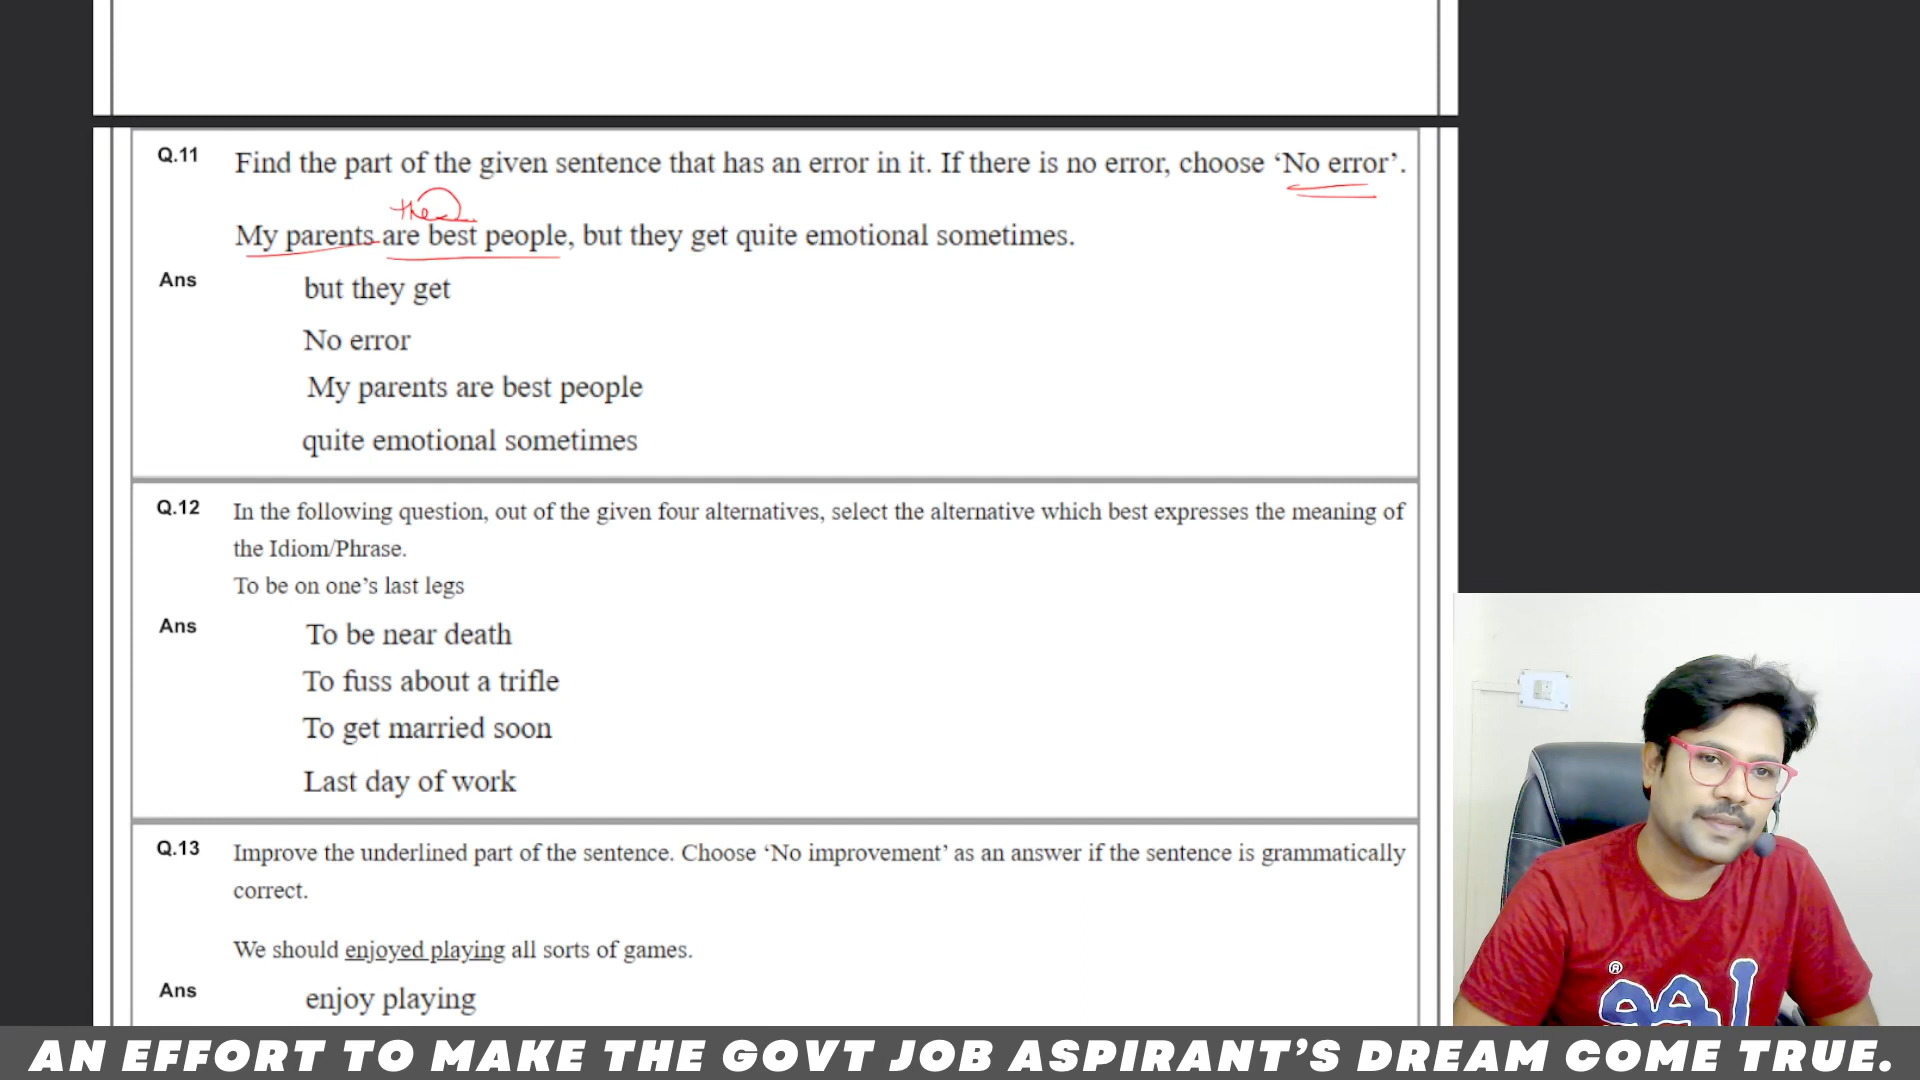 Q.11 Find the part of the given sentence that has an error in it. If there is no error, choose ‘No error’.
the
My parents are best people, but they get quite emotional sometimes.
Ans
but they get
No error
My parents are best people
quite emotional sometimes
Q.12 In the following question, out of the given four alternatives, select the alternative which best expresses the meaning of
the Idiom/Phrase.
To be on one’s last legs
Ans
To be near death
To fuss about a trifle
To get married soon
Last day of work
Q.13 Improve the underlined part of the sentence. Choose ‘No improvement’ as an answer if the sentence is grammatically
correct.
We should enjoyed playing all sorts of games.
Ans
enjoy playing
®
AN EFFORT TO MAKE THE GOVT JOB ASPIRANT’S DREAM COME TRUE.